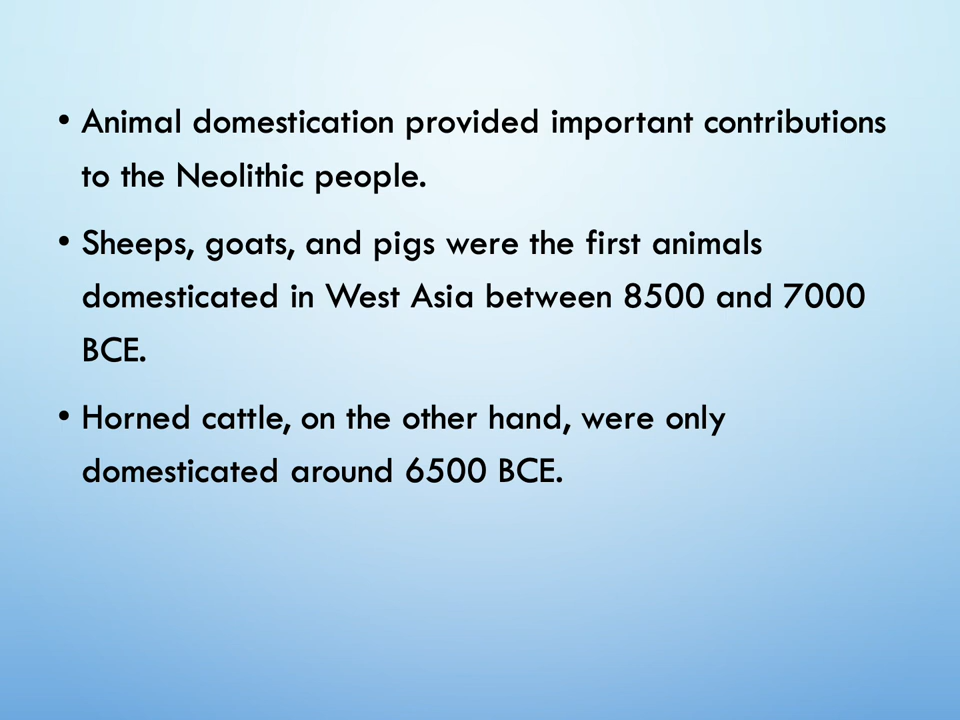 • Animal domestication provided important contributions
to the Neolithic people.
• Sheeps, goats, and pigs were the first animals
domesticated in West Asia between 8500 and 7000
BCE.
• Horned cattle, on the other hand, were only
domesticated around 6500 BCE.